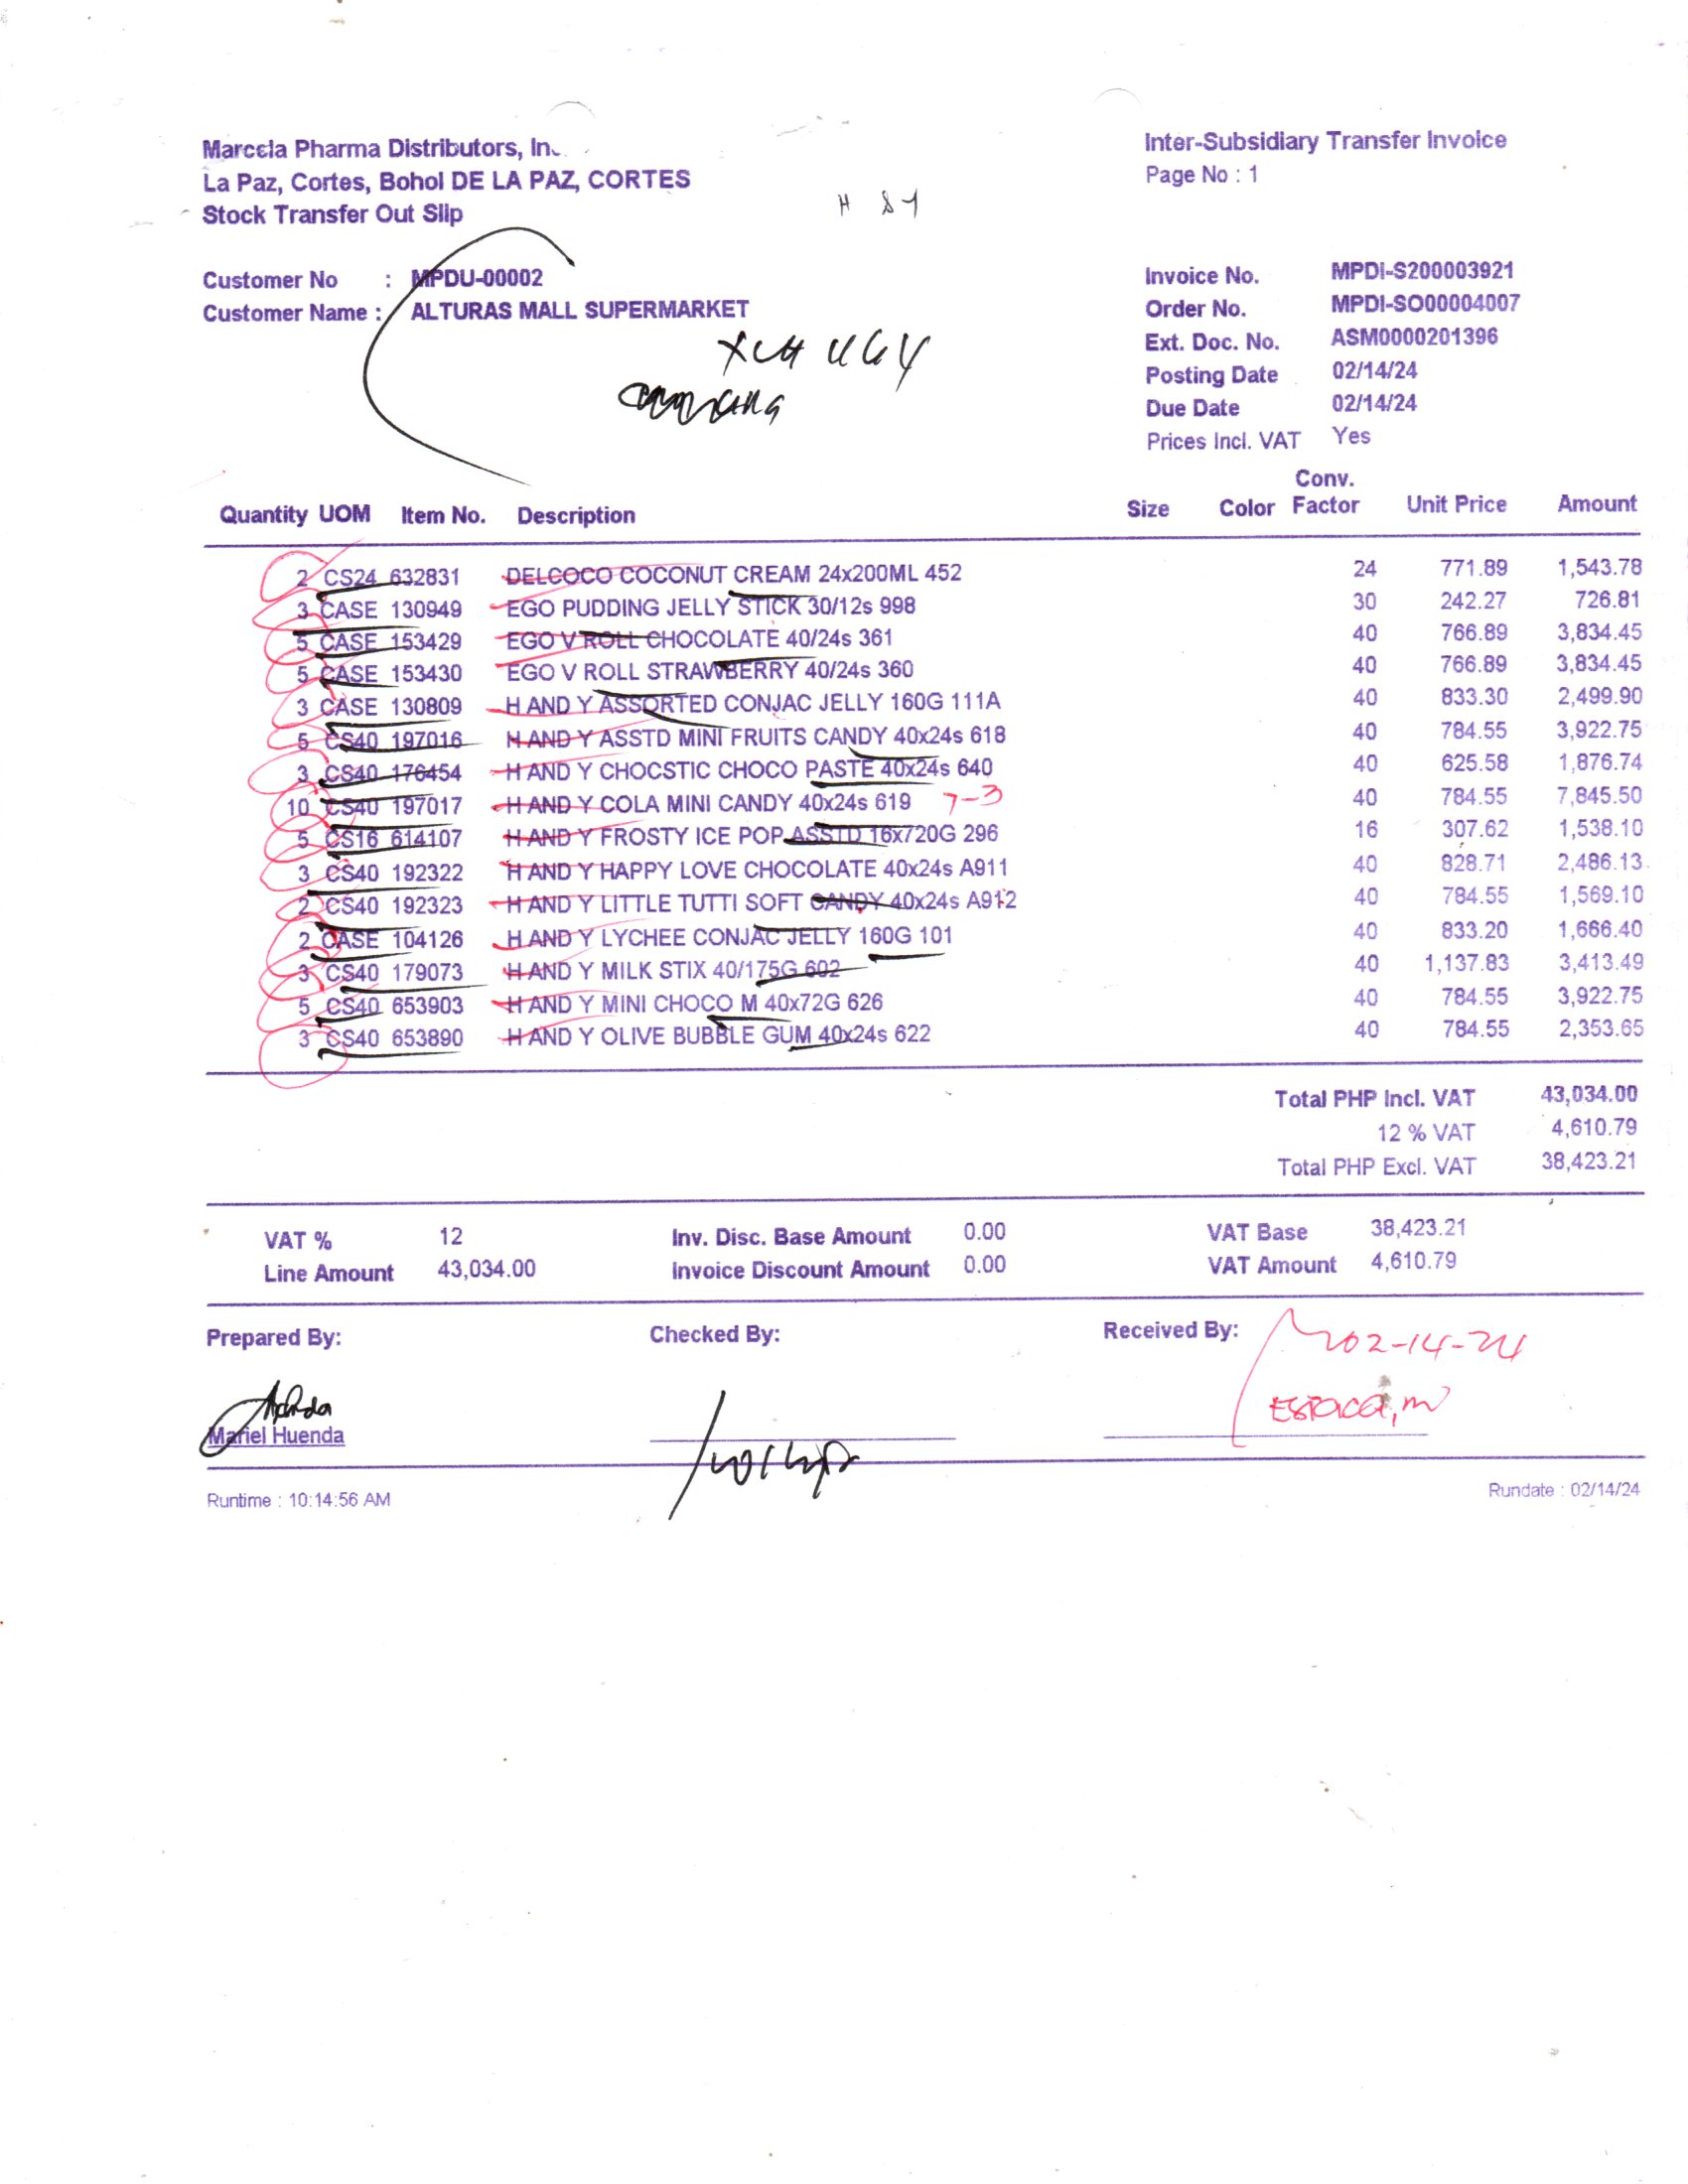 Marcela Pharma Distributors, Inc.
La Paz, Cortes, Bohol DE LA PAZ, CORTES
Stock Transfer Out Slip
Inter-Subsidiary Transfer Invoice
Page No : 1
Customer No : MPDU-00002
Customer Name : ALTURAS MALL SUPERMARKET
Invoice No. MPDI-S200003921
Order No. MPDI-SO00004007
Ext. Doc. No. ASM0000201396
Posting Date 02/14/24
Due Date 02/14/24
Prices Incl. VAT Yes
Quantity UOM Item No. Description Size Color Conv. Factor Unit Price Amount
2 CS24 632831 DELCOCO COCONUT CREAM 24x200ML 452 24 771.89 1,543.78
3 CASE 130949 EGO PUDDING JELLY STICK 30/12s 998 30 242.27 726.81
5 CASE 153429 EGO V ROLL CHOCOLATE 40/24s 361 40 766.89 3,834.45
5 CASE 153430 EGO V ROLL STRAWBERRY 40/24s 360 40 766.89 3,834.45
3 CASE 130809 H AND Y ASSORTED CONJAC JELLY 160G 111A 40 833.30 2,499.90
5 CS40 197016 H AND Y ASSTD MINI FRUITS CANDY 40x24s 618 40 784.55 3,922.75
3 CS40 176454 H AND Y CHOCSTIC CHOCO PASTE 40x24s 640 40 625.58 1,876.74
10 CS40 197017 H AND Y COLA MINI CANDY 40x24s 619 7-3 40 784.55 7,845.50
5 CS16 614107 H AND Y FROSTY ICE POP ASSTD 16x720G 296 16 307.62 1,538.10
3 CS40 192322 H AND Y HAPPY LOVE CHOCOLATE 40x24s A911 40 828.71 2,486.13
2 CS40 192323 H AND Y LITTLE TUTTI SOFT CANDY 40x24s A912 40 784.55 1,569.10
2 CASE 104126 H AND Y LYCHEE CONJAC JELLY 160G 101 40 833.20 1,666.40
3 CS40 179073 H AND Y MILK STIX 40/175G 602 40 1,137.83 3,413.49
5 CS40 653903 H AND Y MINI CHOCO M 40x72G 626 40 784.55 3,922.75
3 CS40 653890 H AND Y OLIVE BUBBLE GUM 40x24s 622 40 784.55 2,353.65
Total PHP Incl. VAT 43,034.00
12 % VAT 4,610.79
Total PHP Excl. VAT 38,423.21
VAT % 12 Inv. Disc. Base Amount 0.00 VAT Base 38,423.21
Line Amount 43,034.00 Invoice Discount Amount 0.00 VAT Amount 4,610.79
Prepared By: Checked By: Received By: 02-14-24
Mariel Huenda
Runtime : 10:14:56 AM Rundate : 02/14/24